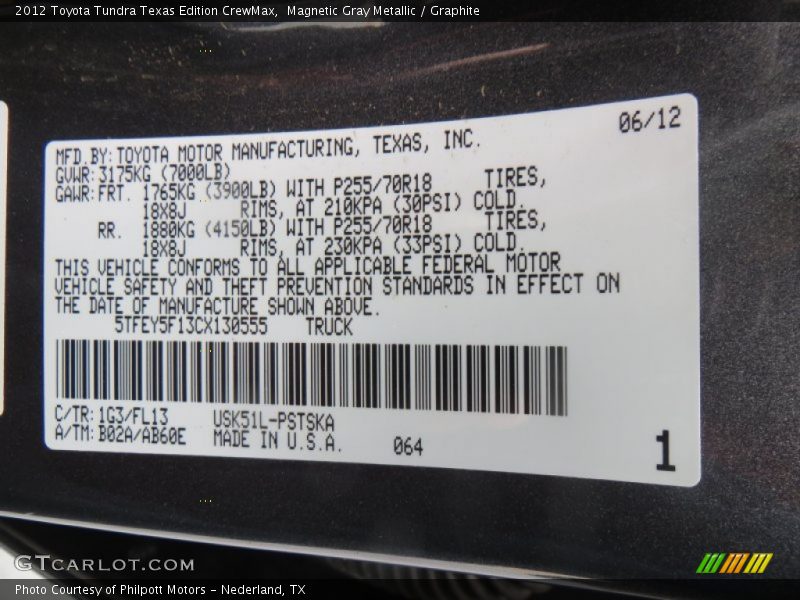 2012 Toyota Tundra Texas Edition CrewMax, Magnetic Gray Metallic / Graphite
06/12
MFD.BY:TOYOTA MOTOR MANUFACTURING, TEXAS, INC.
GVWR:3175KG (7000LB)
GAWR:FRT. 1765KG (3900LB) WITH P255/70R18 TIRES,
18X8J RIMS, AT 210KPA (30PSI) COLD.
RR. 1880KG (4150LB) WITH P255/70R18 TIRES,
18X8J RIMS, AT 230KPA (33PSI) COLD.
THIS VEHICLE CONFORMS TO ALL APPLICABLE FEDERAL MOTOR
VEHICLE SAFETY AND THEFT PREVENTION STANDARDS IN EFFECT ON
THE DATE OF MANUFACTURE SHOWN ABOVE.
5TFEY5F13CX130555 TRUCK
C/TR:1G3/FL13 USK51L-PSTSKA
A/TM:B02A/AB60E MADE IN U.S.A. 064
1
GTCARLOT.COM
Photo Courtesy of Philpott Motors - Nederland, TX